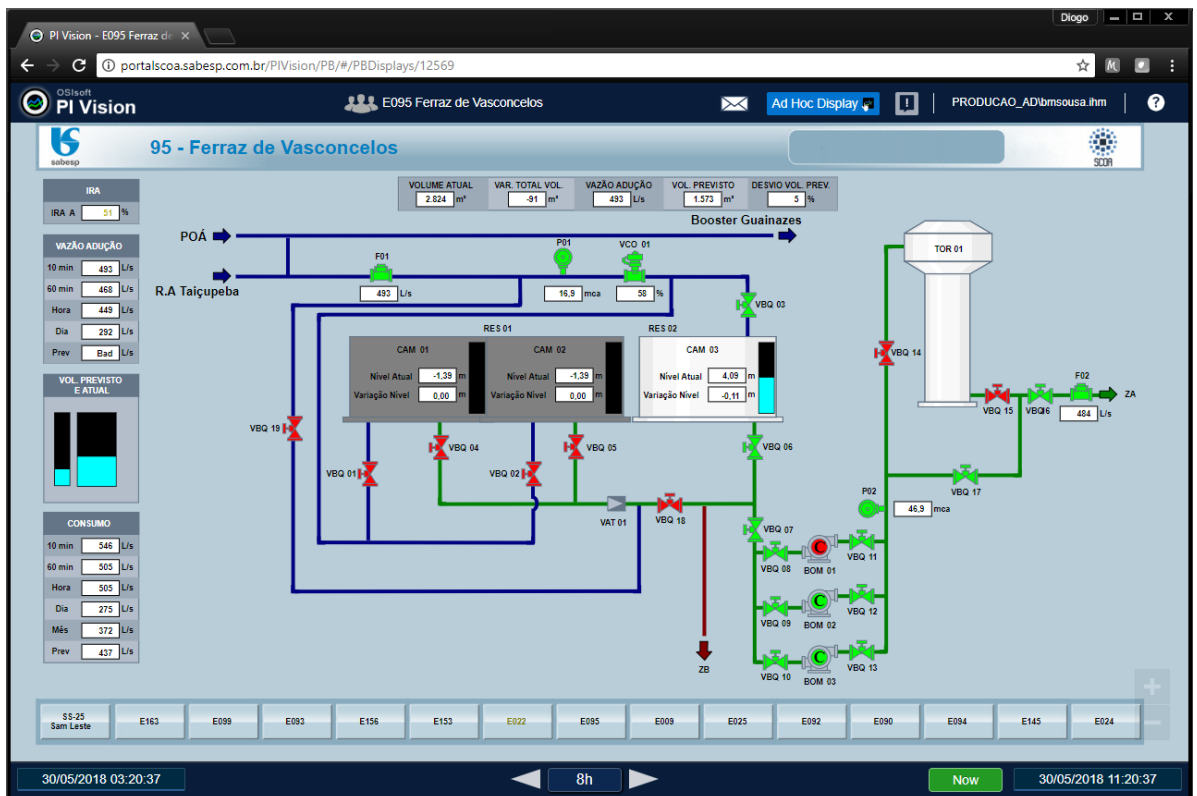 Diogo
PI Vision - E095 Ferraz de
portalscoa.sabesp.com.br/PIVision/PB/#/PBDisplays/12569
OSIsoft
PI Vision
E095 Ferraz de Vasconcelos
Ad Hoc Display
PRODUCAO_AD\bmsousa.ihm
?
sabesp
95 - Ferraz de Vasconcelos
SCOA
IRA
IRA A 51 %
VAZÃO ADUÇÃO
10 min 493 L/s
60 min 468 L/s
Hora 449 L/s
Dia 292 L/s
Prev Bad L/s
VOL. PREVISTO
E ATUAL
CONSUMO
10 min 546 L/s
60 min 505 L/s
Hora 505 L/s
Dia 275 L/s
Mês 372 L/s
Prev 437 L/s
VOLUME ATUAL VAR. TOTAL VOL. VAZÃO ADUÇÃO VOL. PREVISTO DESVIO VOL. PREV.
2.824 m³ -91 m³ 493 L/s 1.573 m³ 5 %
Booster Guainazes
POÁ
R.A Taiçupeba
F01
493 L/s
P01
16,9 mca
VCO 01
58 %
VBQ 03
RES 01
RES 02
CAM 01
Nível Atual -1,39 m
Variação Nível 0,00 m
CAM 02
Nível Atual -1,39 m
Variação Nível 0,00 m
CAM 03
Nível Atual 4,09 m
Variação Nível -0,11 m
TOR 01
VBQ 14
F02
484 L/s
ZA
VBQ 15
VBQ16
VBQ 17
VBQ 19
VBQ 01
VBQ 04
VBQ 02
VBQ 05
VBQ 06
VAT 01
VBQ 18
VBQ 07
P02
46,9 mca
VBQ 08
BOM 01
C
VBQ 11
VBQ 09
BOM 02
C
VBQ 12
VBQ 10
BOM 03
C
VBQ 13
ZB
SS-25
Sam Leste
E163
E099
E093
E156
E153
E022
E095
E009
E025
E092
E090
E094
E145
E024
30/05/2018 03:20:37
8h
Now
30/05/2018 11:20:37